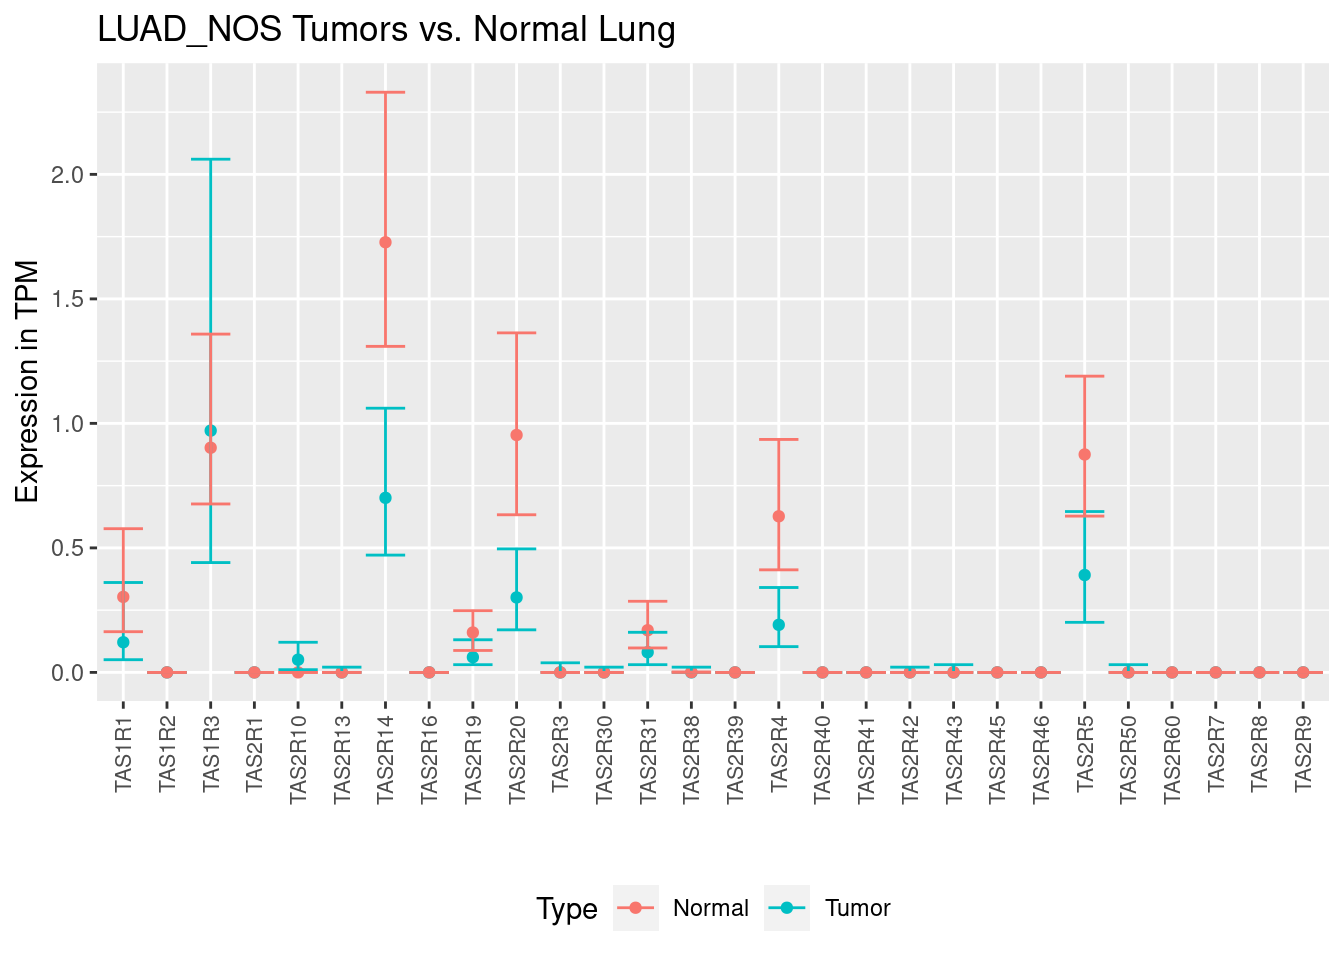 LUAD_NOS Tumors vs. Normal Lung
Expression in TPM
2.0
1.5
1.0
0.5
0.0
TAS1R1
TAS1R2
TAS1R3
TAS2R1
TAS2R10
TAS2R13
TAS2R14
TAS2R16
TAS2R19
TAS2R20
TAS2R3
TAS2R30
TAS2R31
TAS2R38
TAS2R39
TAS2R4
TAS2R40
TAS2R41
TAS2R42
TAS2R43
TAS2R45
TAS2R46
TAS2R5
TAS2R50
TAS2R60
TAS2R7
TAS2R8
TAS2R9
Type Normal Tumor